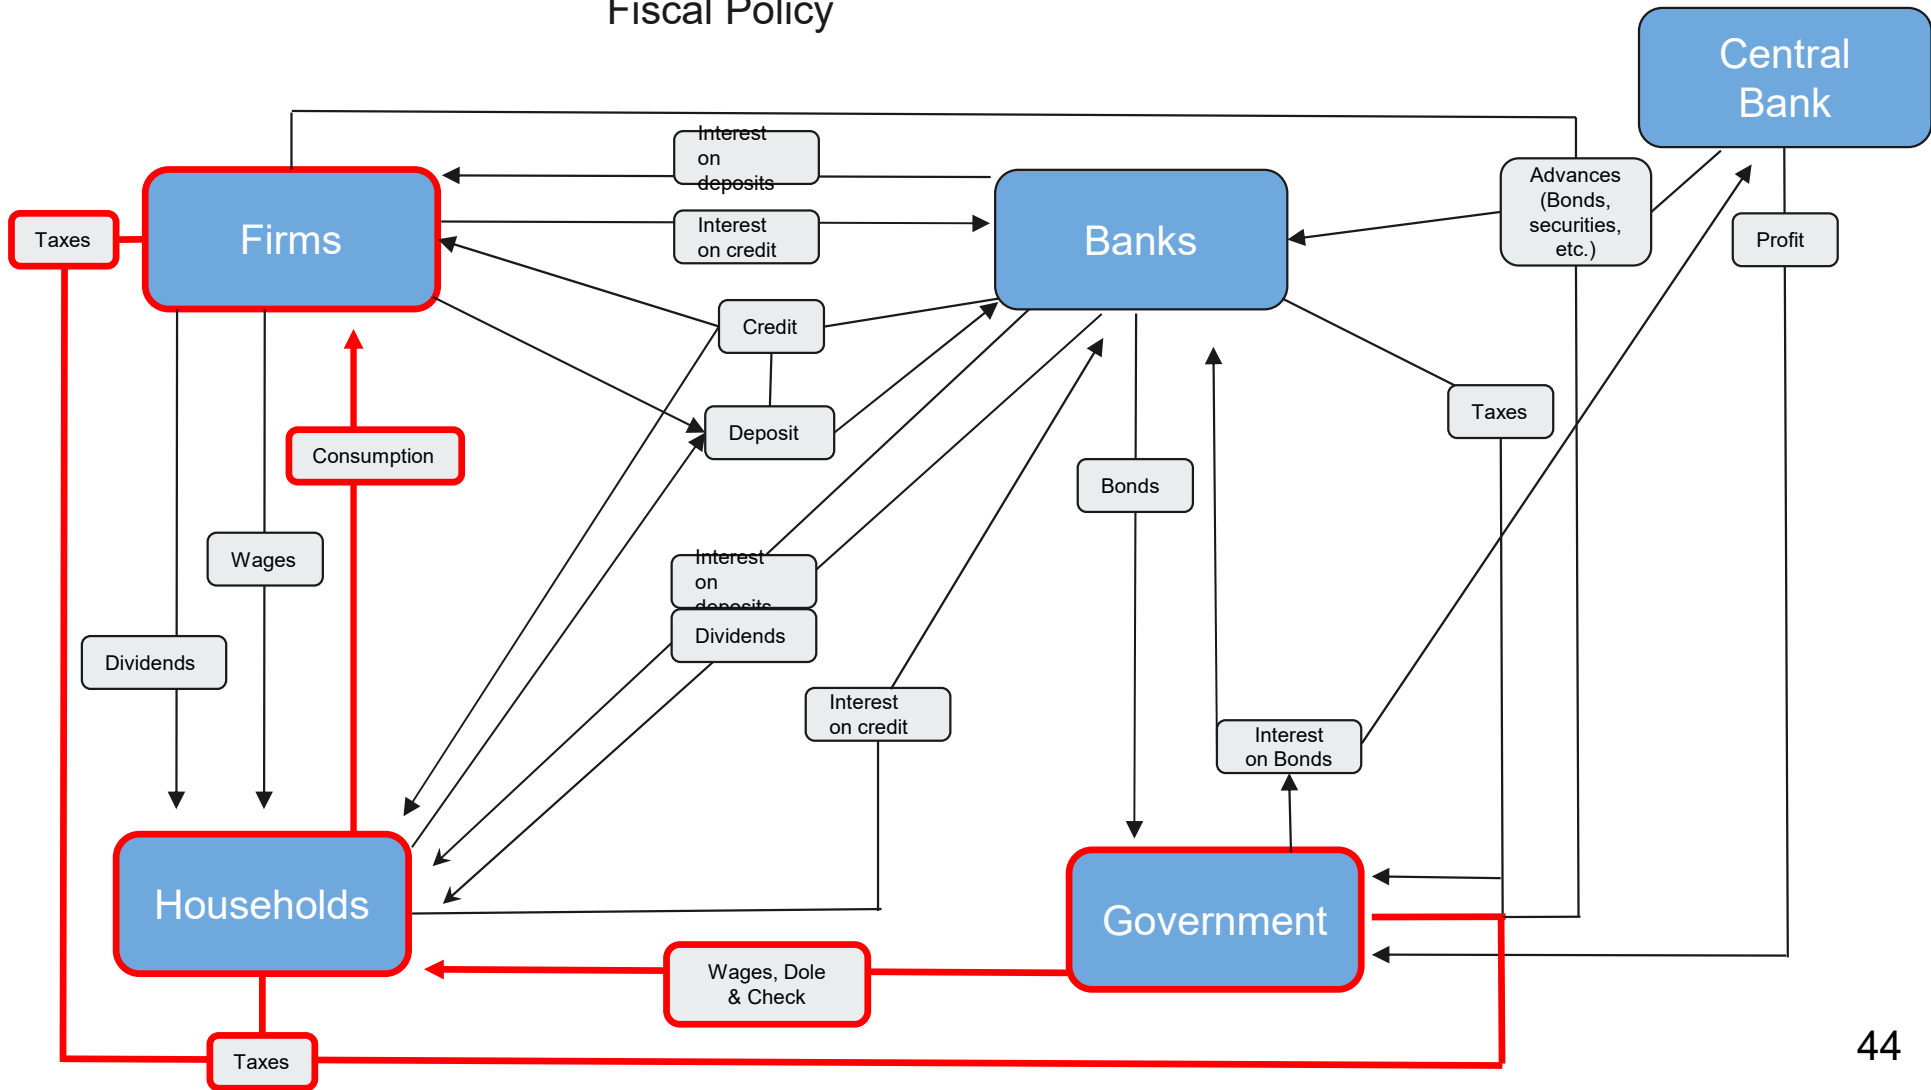 Fiscal Policy
Central
Bank
Interest
on
deposits
Advances
(Bonds,
securities,
etc.)
Taxes
Firms
Interest
on credit
Banks
Profit
Credit
Taxes
Deposit
Consumption
Bonds
Wages
Interest
on
deposits
Dividends
Dividends
Interest
on credit
Interest
on Bonds
Households
Government
Wages, Dole
& Check
Taxes
44